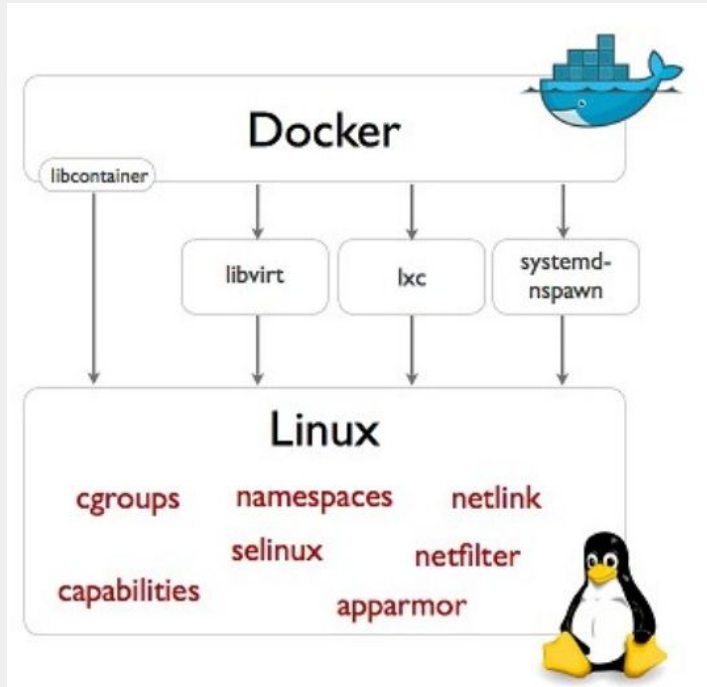 Docker
libcontainer
libvirt
lxc
systemd-
nspawn
Linux
cgroups
namespaces
netlink
selinux
netfilter
capabilities
apparmor